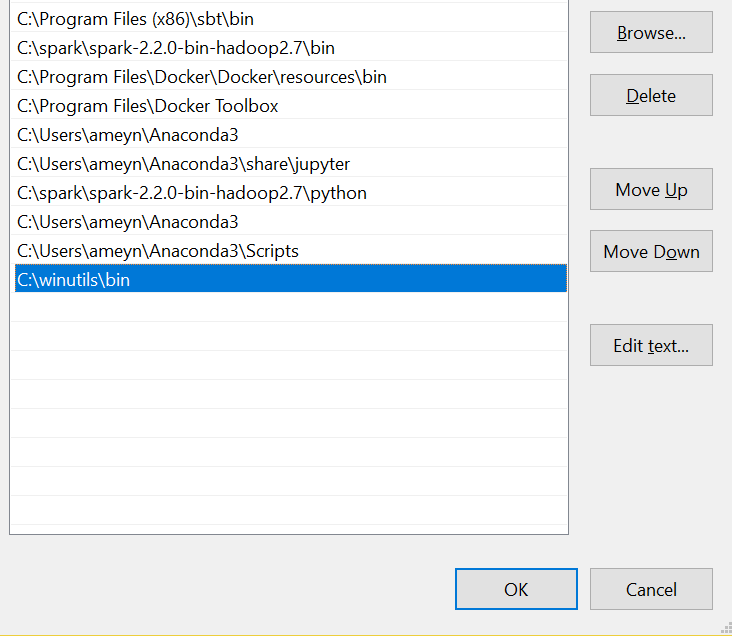 C:\Program Files (x86)\sbt\bin
C:\spark\spark-2.2.0-bin-hadoop2.7\bin
C:\Program Files\Docker\Docker\resources\bin
C:\Program Files\Docker Toolbox
C:\Users\ameyn\Anaconda3
C:\Users\ameyn\Anaconda3\share\jupyter
C:\spark\spark-2.2.0-bin-hadoop2.7\python
C:\Users\ameyn\Anaconda3
C:\Users\ameyn\Anaconda3\Scripts
C:\winutils\bin
Browse...
Delete
Move Up
Move Down
Edit text...
OK
Cancel